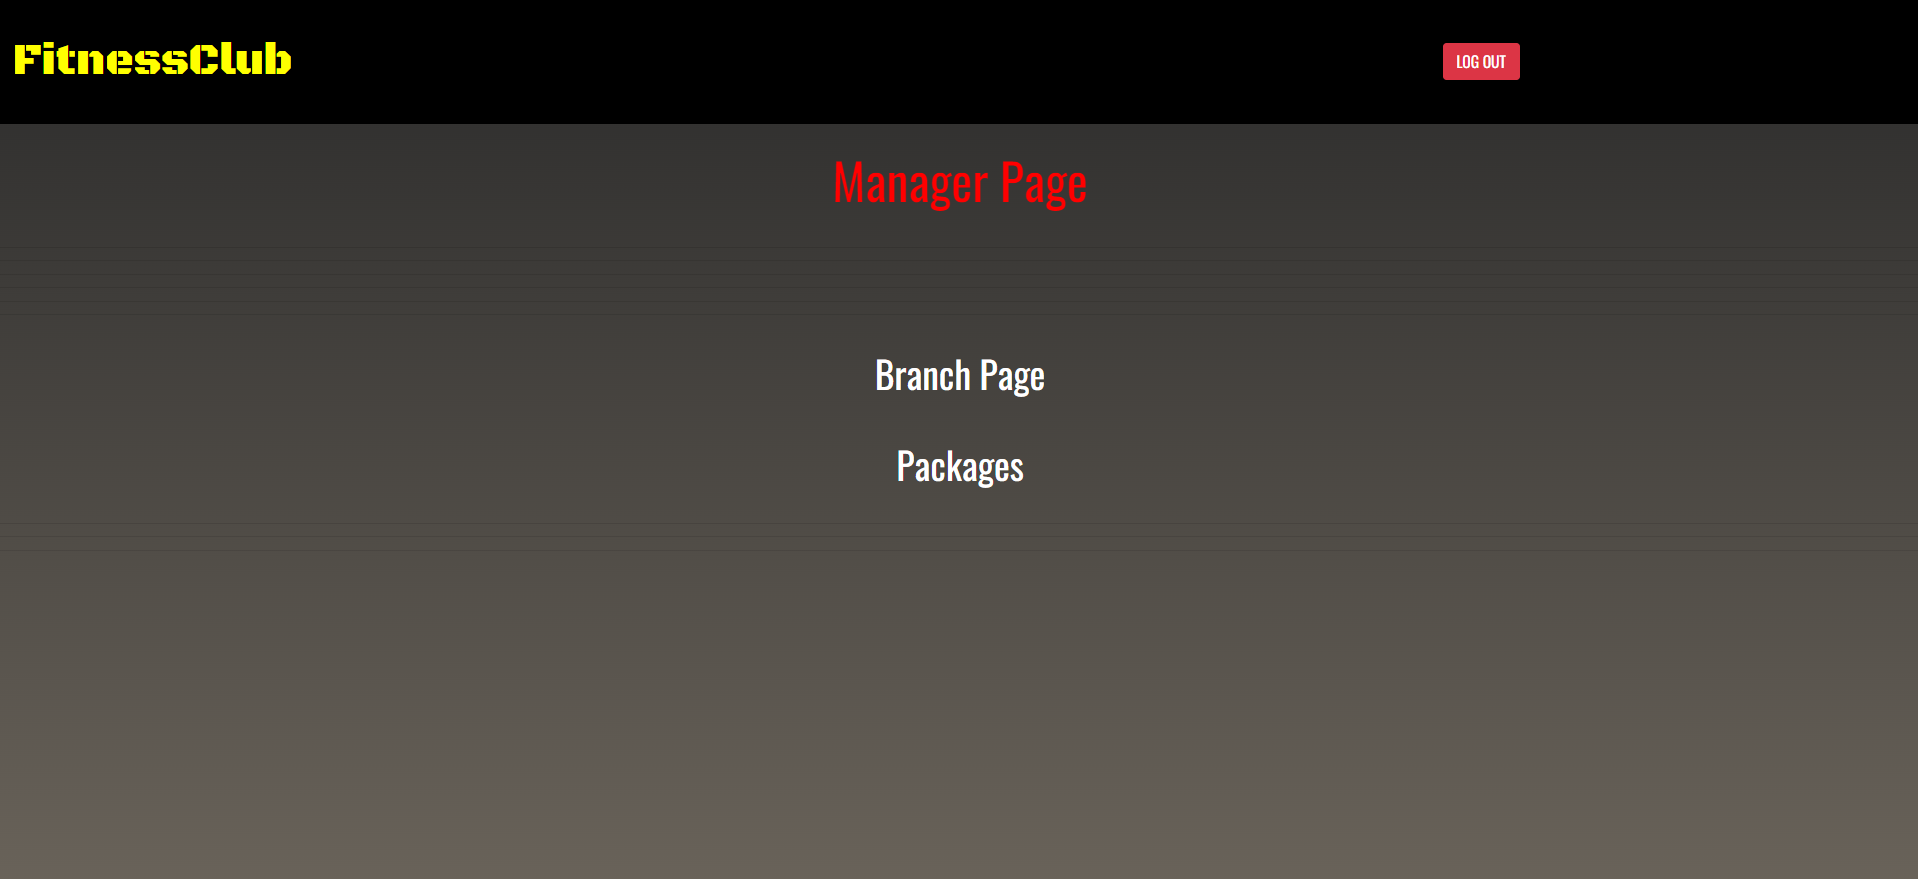 FitnessClub
LOG OUT
Manager Page
Branch Page
Packages